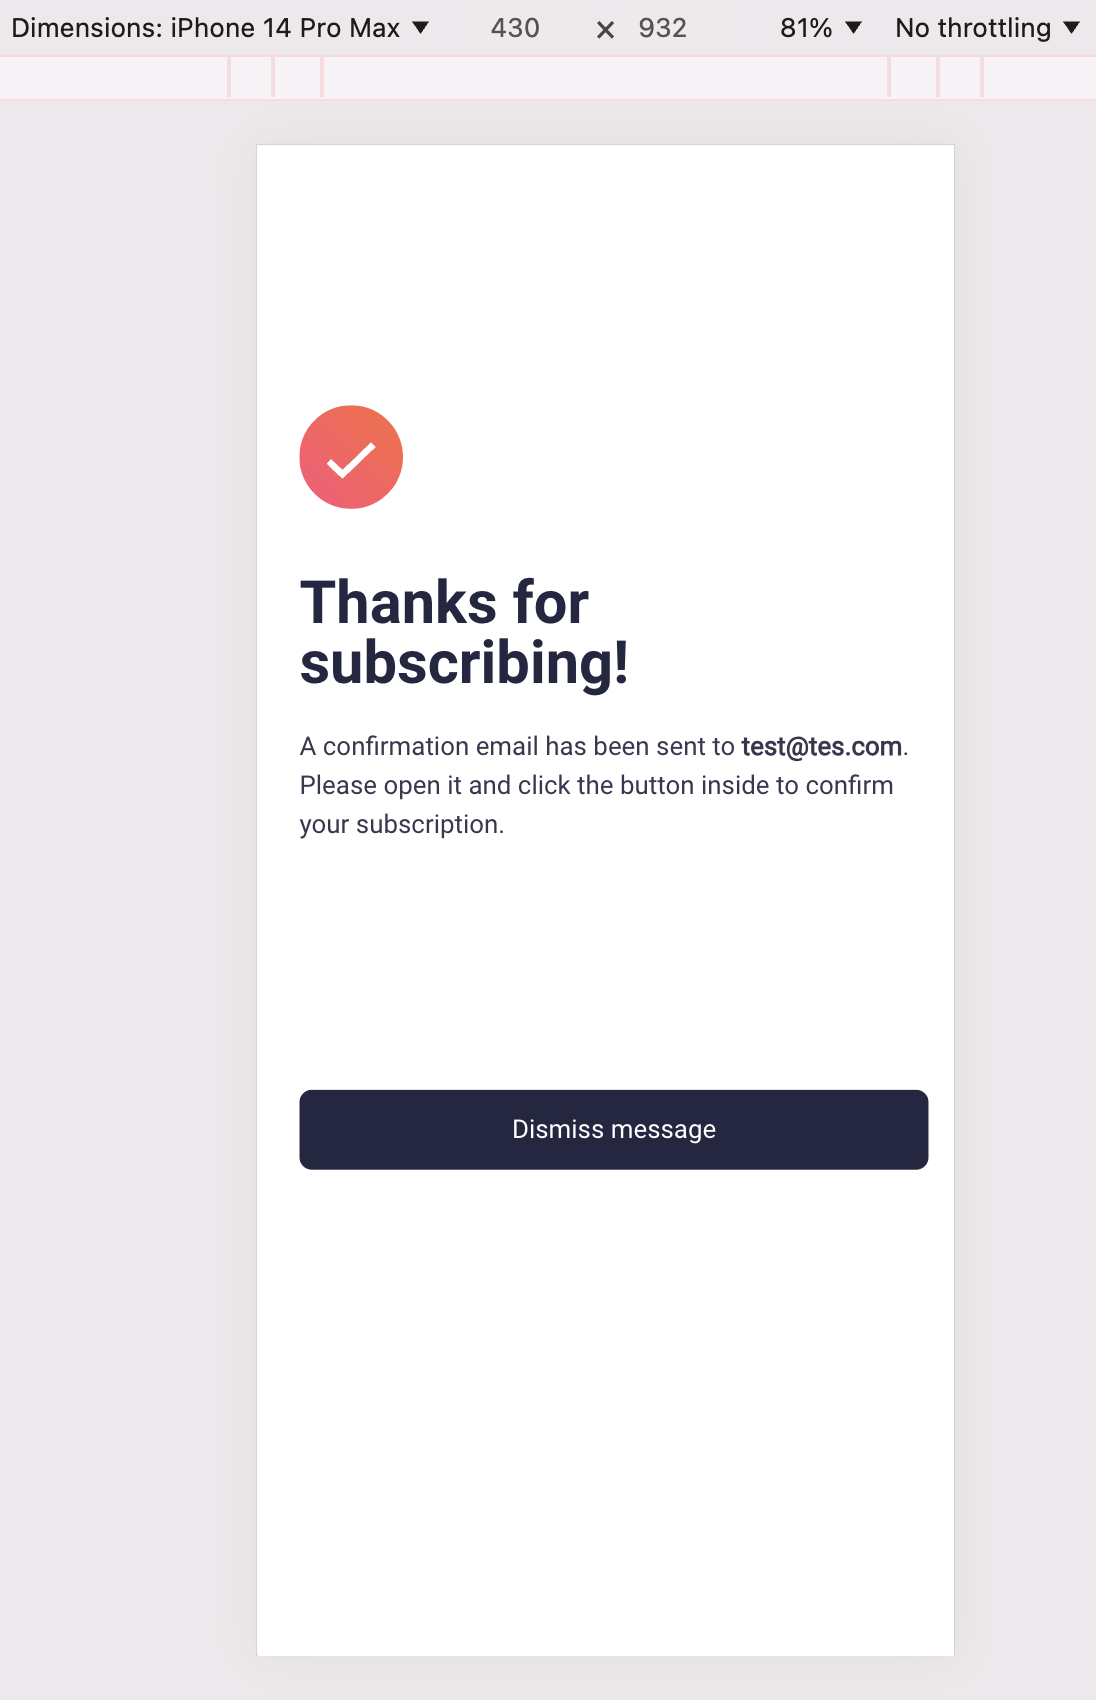 Dimensions: iPhone 14 Pro Max ▼ 430 × 932 81% ▼ No throttling ▼
Thanks for
subscribing!
A confirmation email has been sent to test@tes.com.
Please open it and click the button inside to confirm
your subscription.
Dismiss message